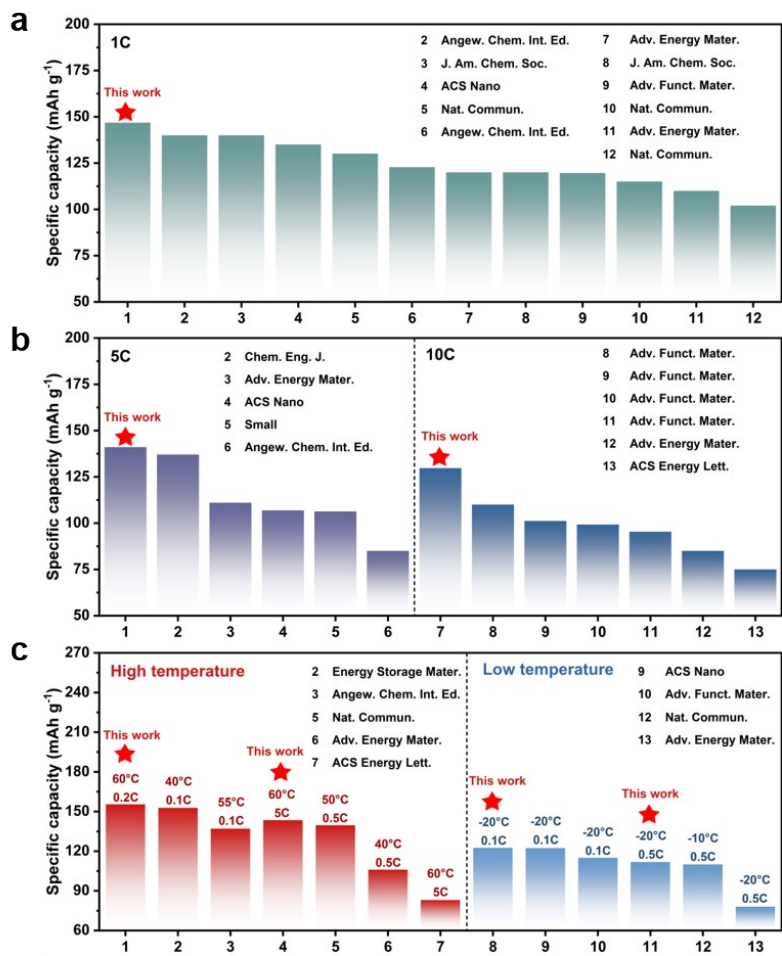 a
1C
This work
2 Angew. Chem. Int. Ed.
3 J. Am. Chem. Soc.
4 ACS Nano
5 Nat. Commun.
6 Angew. Chem. Int. Ed.
7 Adv. Energy Mater.
8 J. Am. Chem. Soc.
9 Adv. Funct. Mater.
10 Nat. Commun.
11 Adv. Energy Mater.
12 Nat. Commun.
Specific capacity (mAh g⁻¹)
200
175
150
125
100
75
50
1 2 3 4 5 6 7 8 9 10 11 12
b
5C
This work
2 Chem. Eng. J.
3 Adv. Energy Mater.
4 ACS Nano
5 Small
6 Angew. Chem. Int. Ed.
10C
This work
8 Adv. Funct. Mater.
9 Adv. Funct. Mater.
10 Adv. Funct. Mater.
11 Adv. Funct. Mater.
12 Adv. Energy Mater.
13 ACS Energy Lett.
Specific capacity (mAh g⁻¹)
200
175
150
125
100
75
50
1 2 3 4 5 6 7 8 9 10 11 12 13
c
High temperature
2 Energy Storage Mater.
3 Angew. Chem. Int. Ed.
5 Nat. Commun.
6 Adv. Energy Mater.
7 ACS Energy Lett.
Low temperature
9 ACS Nano
10 Adv. Funct. Mater.
12 Nat. Commun.
13 Adv. Energy Mater.
Specific capacity (mAh g⁻¹)
270
240
210
180
150
120
90
60
This work
60°C
0.2C
40°C
0.1C
55°C
0.1C
This work
60°C
5C
50°C
0.5C
40°C
0.5C
60°C
5C
This work
-20°C
0.1C
-20°C
0.1C
-20°C
0.1C
This work
-20°C
0.5C
-10°C
0.5C
-20°C
0.5C
1 2 3 4 5 6 7 8 9 10 11 12 13